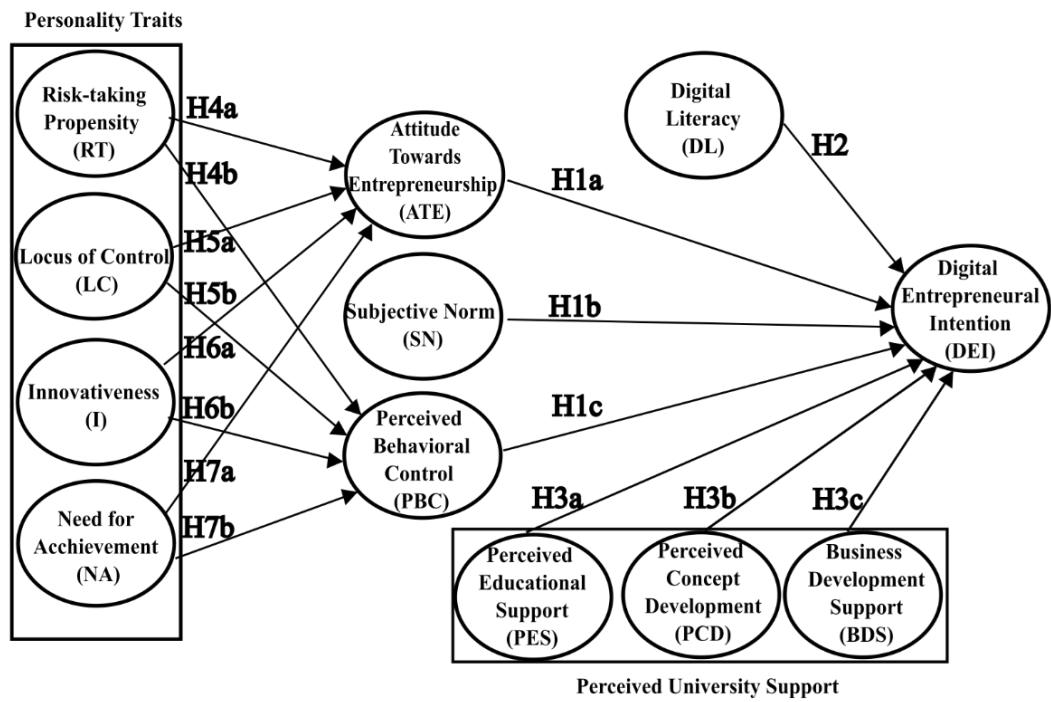 Personality Traits
Risk-taking
Propensity
(RT)
Locus of Control
(LC)
Innovativeness
(I)
Need for
Acchievement
(NA)
H4a
H4b
H5a
H5b
H6a
H6b
H7a
H7b
Attitude
Towards
Entrepreneurship
(ATE)
Subjective Norm
(SN)
Perceived
Behavioral
Control
(PBC)
Digital
Literacy
(DL)
H2
H1a
H1b
H1c
Digital
Entrepreneural
Intention
(DEI)
H3a
H3b
H3c
Perceived
Educational
Support
(PES)
Perceived
Concept
Development
(PCD)
Business
Development
Support
(BDS)
Perceived University Support